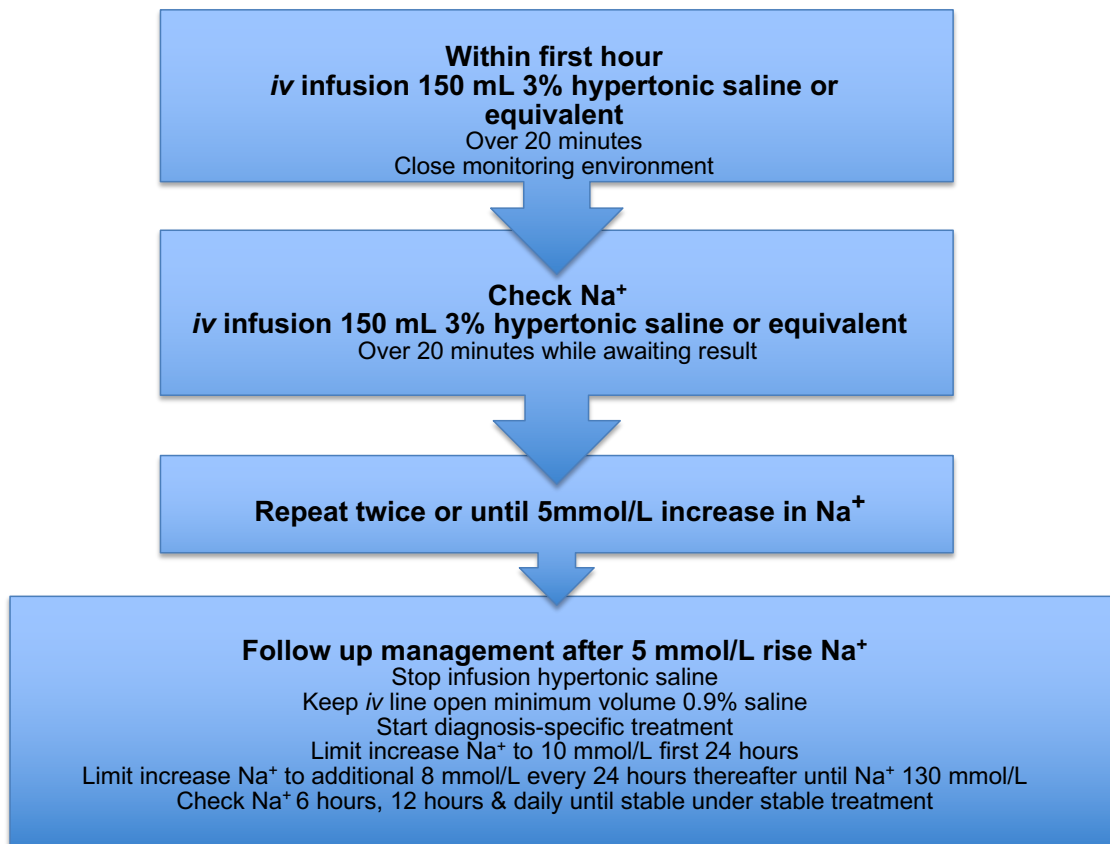 Within first hour
iv infusion 150 mL 3% hypertonic saline or
equivalent
Over 20 minutes
Close monitoring environment
Check Na⁺
iv infusion 150 mL 3% hypertonic saline or equivalent
Over 20 minutes while awaiting result
Repeat twice or until 5mmol/L increase in Na⁺
Follow up management after 5 mmol/L rise Na⁺
Stop infusion hypertonic saline
Keep iv line open minimum volume 0.9% saline
Start diagnosis-specific treatment
Limit increase Na⁺ to 10 mmol/L first 24 hours
Limit increase Na⁺ to additional 8 mmol/L every 24 hours thereafter until Na⁺ 130 mmol/L
Check Na⁺ 6 hours, 12 hours & daily until stable under stable treatment